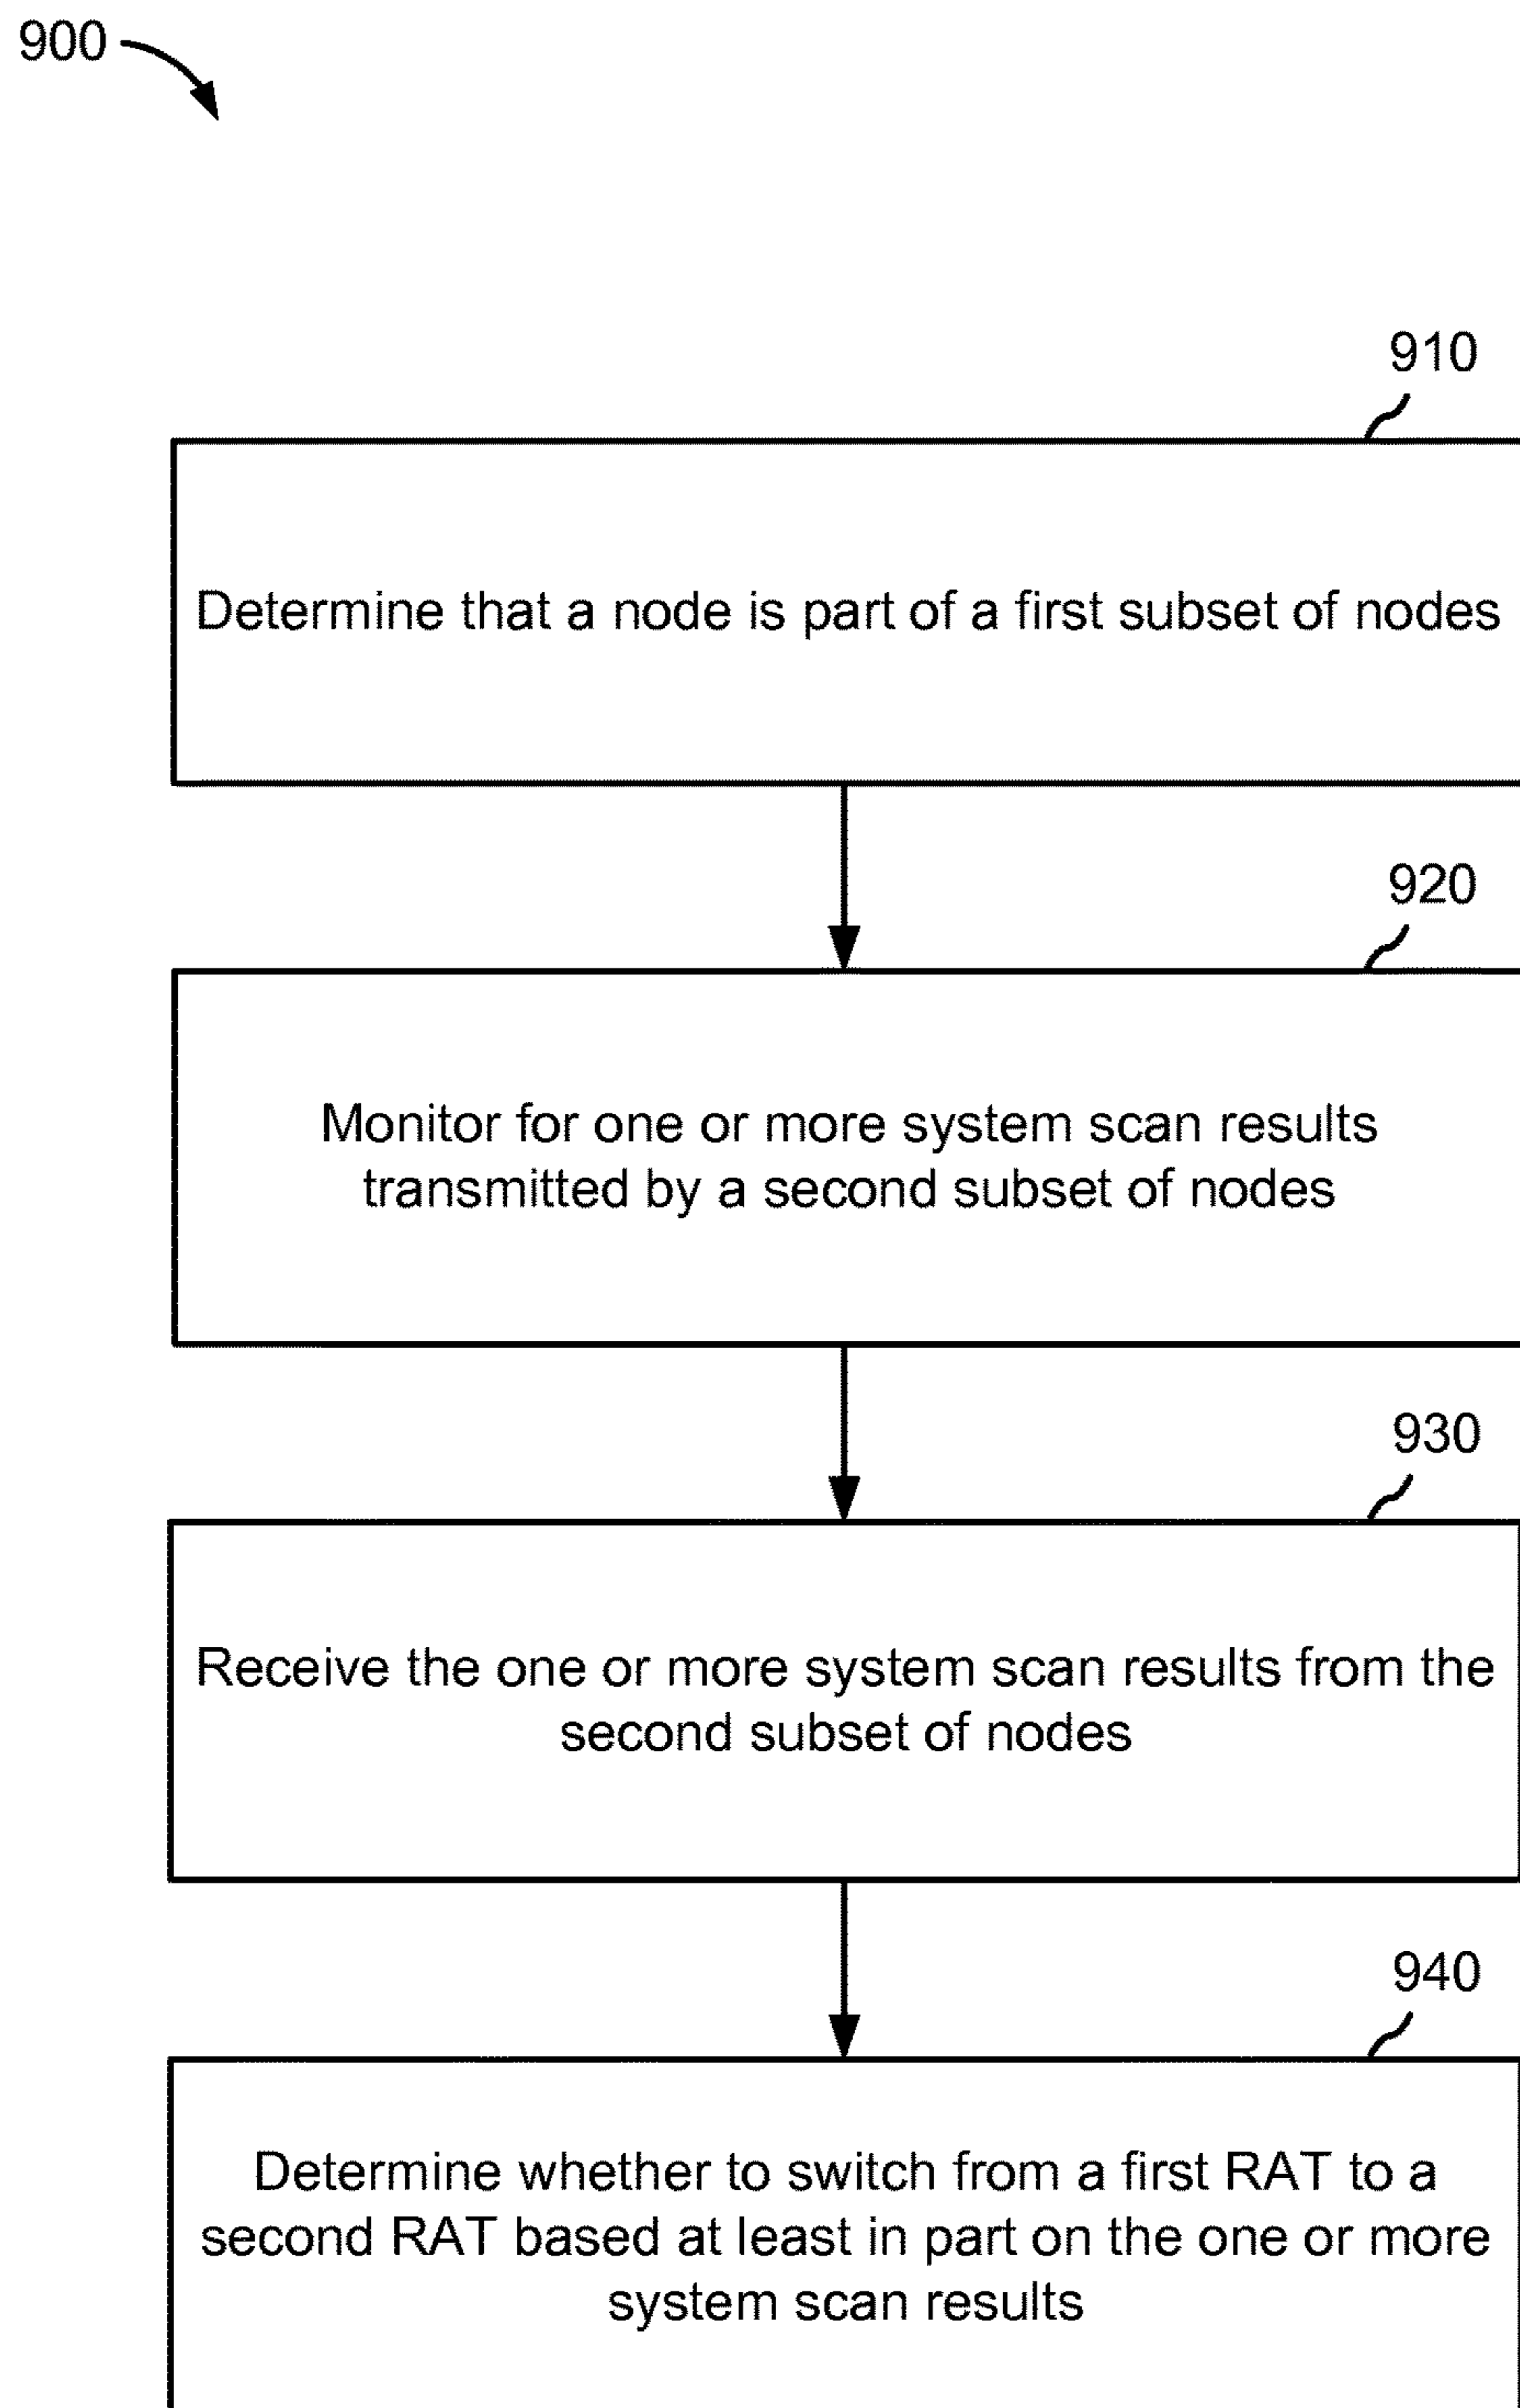 900
910
Determine that a node is part of a first subset of nodes
920
Monitor for one or more system scan results
transmitted by a second subset of nodes
930
Receive the one or more system scan results from the
second subset of nodes
940
Determine whether to switch from a first RAT to a
second RAT based at least in part on the one or more
system scan results